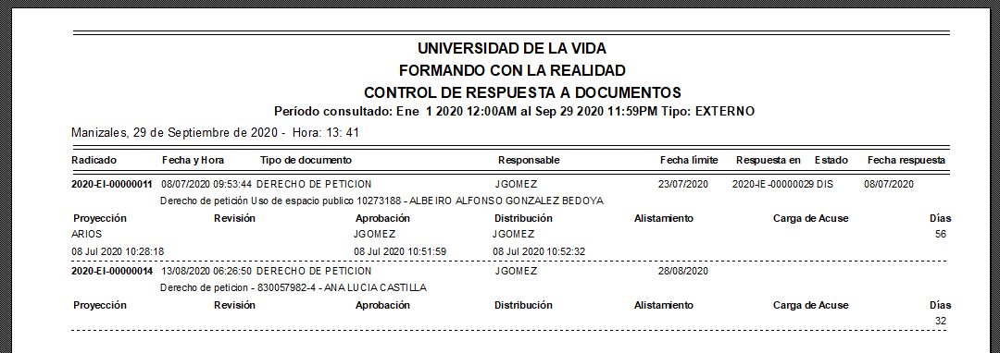 UNIVERSIDAD DE LA VIDA
FORMANDO CON LA REALIDAD
CONTROL DE RESPUESTA A DOCUMENTOS
Período consultado: Ene 1 2020 12:00AM al Sep 29 2020 11:59PM Tipo: EXTERNO
Manizales, 29 de Septiembre de 2020 - Hora: 13: 41
Radicado Fecha y Hora Tipo de documento Responsable Fecha límite Respuesta en Estado Fecha respuesta
2020-EI-00000011 08/07/2020 09:53:44 DERECHO DE PETICION JGOMEZ 23/07/2020 2020-IE-00000029 DIS 08/07/2020
Derecho de petición Uso de espacio publico 10273188 - ALBEIRO ALFONSO GONZALEZ BEDOYA
Proyección Revisión Aprobación Distribución Alistamiento Carga de Acuse Días
ARIOS JGOMEZ JGOMEZ 56
08 Jul 2020 10:28:18 08 Jul 2020 10:51:59 08 Jul 2020 10:52:32
2020-EI-00000014 13/08/2020 06:26:50 DERECHO DE PETICION JGOMEZ 28/08/2020
Derecho de peticion - 830057982-4 - ANA LUCIA CASTILLA
Proyección Revisión Aprobación Distribución Alistamiento Carga de Acuse Días
32